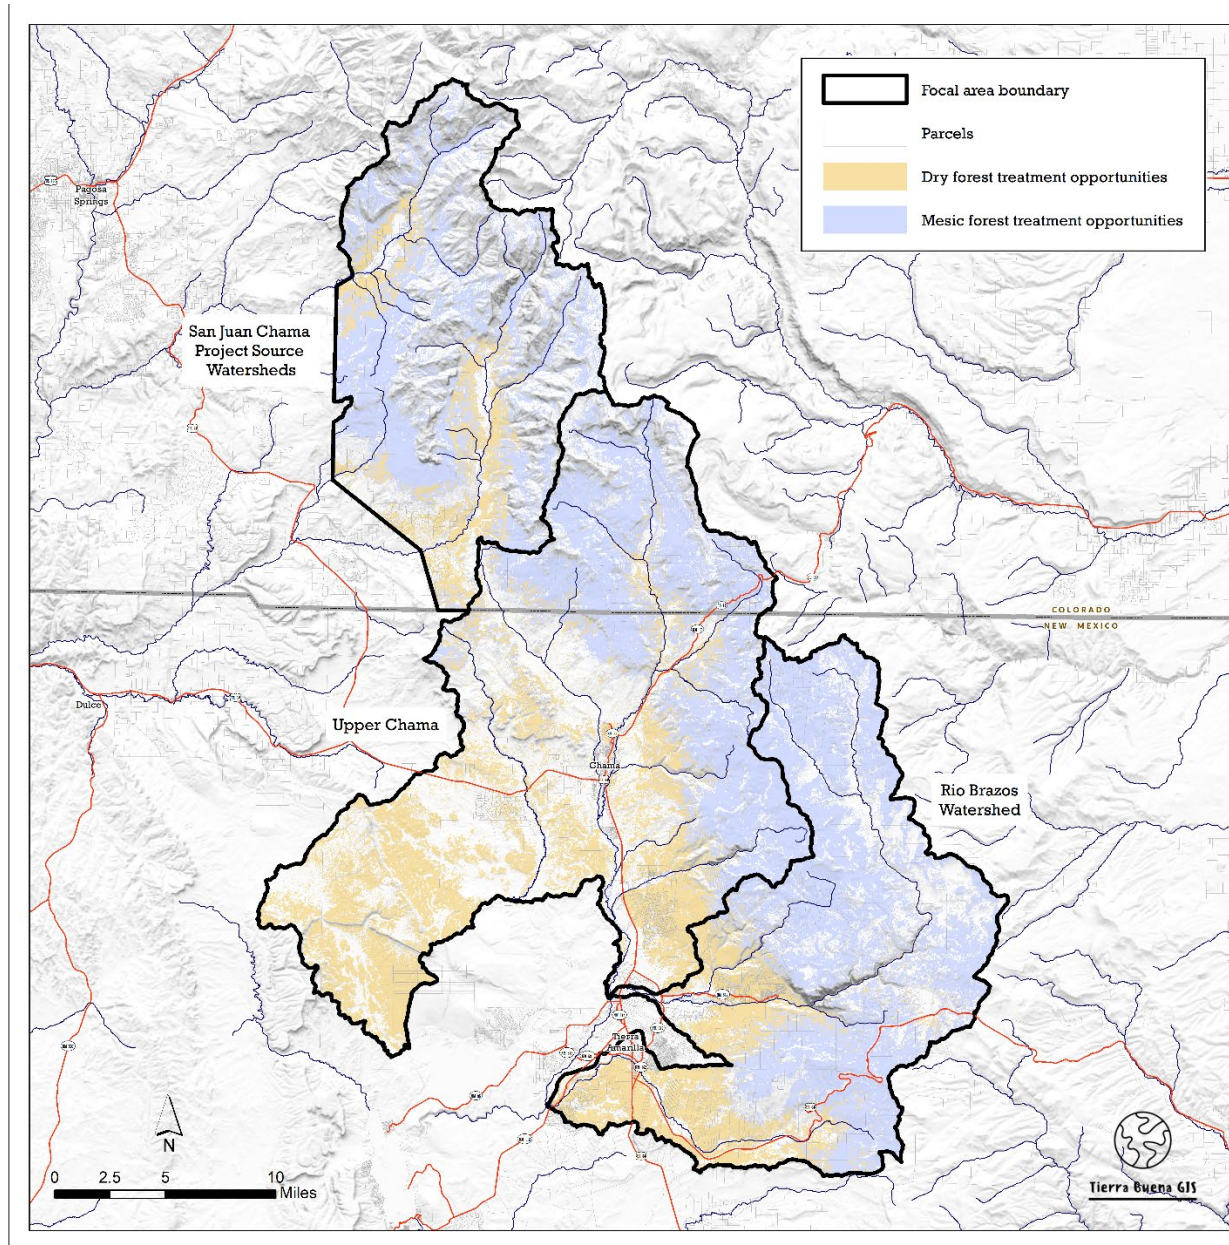 Focal area boundary
Parcels
Dry forest treatment opportunities
Mesic forest treatment opportunities
Pagosa
Springs
San Juan Chama
Project Source
Watersheds
COLORADO
NEW MEXICO
Dulce
Upper Chama
Chama
Rio Brazos
Watershed
Tierra
Amarilla
N
0 2.5 5 10
Miles
Tierra Buena GIS